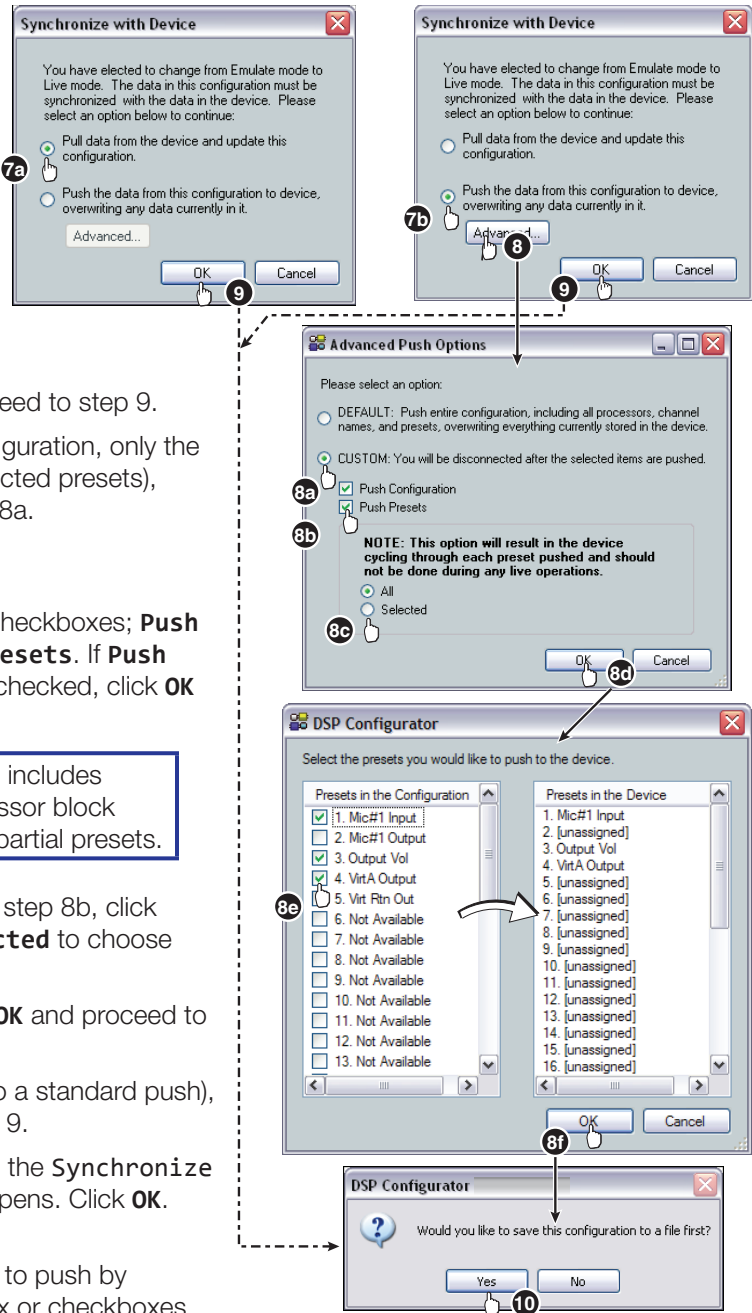 Synchronize with Device
You have elected to change from Emulate mode to
Live mode. The data in this configuration must be
synchronized with the data in the device. Please
select an option below to continue:
Pull data from the device and update this
configuration.
7a
Push the data from this configuration to device,
overwriting any data currently in it.
Advanced...
OK Cancel
9
Synchronize with Device
You have elected to change from Emulate mode to
Live mode. The data in this configuration must be
synchronized with the data in the device. Please
select an option below to continue:
Pull data from the device and update this
configuration.
Push the data from this configuration to device,
overwriting any data currently in it.
7b
Advanced...
8
OK Cancel
9
eed to step 9.
guration, only the
cted presets),
8a.
heckboxes; Push
esets. If Push
checked, click OK
includes
ssor block
partial presets.
step 8b, click
cted to choose
OK and proceed to
o a standard push),
9.
the Synchronize
pens. Click OK.
to push by
x or checkboxes
Advanced Push Options
Please select an option:
DEFAULT: Push entire configuration, including all processors, channel
names, and presets, overwriting everything currently stored in the device.
CUSTOM: You will be disconnected after the selected items are pushed.
8a
Push Configuration
Push Presets
8b
NOTE: This option will result in the device
cycling through each preset pushed and should
not be done during any live operations.
All
Selected
8c
OK Cancel
8d
DSP Configurator
Select the presets you would like to push to the device.
Presets in the Configuration
1. Mic#1 Input
2. Mic#1 Output
3. Output Vol
4. VirtA Output
8e
5. Virt Rtn Out
6. Not Available
7. Not Available
8. Not Available
9. Not Available
10. Not Available
11. Not Available
12. Not Available
13. Not Available
Presets in the Device
1. Mic#1 Input
2. [unassigned]
3. Output Vol
4. VirtA Output
5. [unassigned]
6. [unassigned]
7. [unassigned]
8. [unassigned]
9. [unassigned]
10. [unassigned]
11. [unassigned]
12. [unassigned]
13. [unassigned]
14. [unassigned]
15. [unassigned]
16. [unassigned]
OK Cancel
8f
DSP Configurator
Would you like to save this configuration to a file first?
Yes No
10